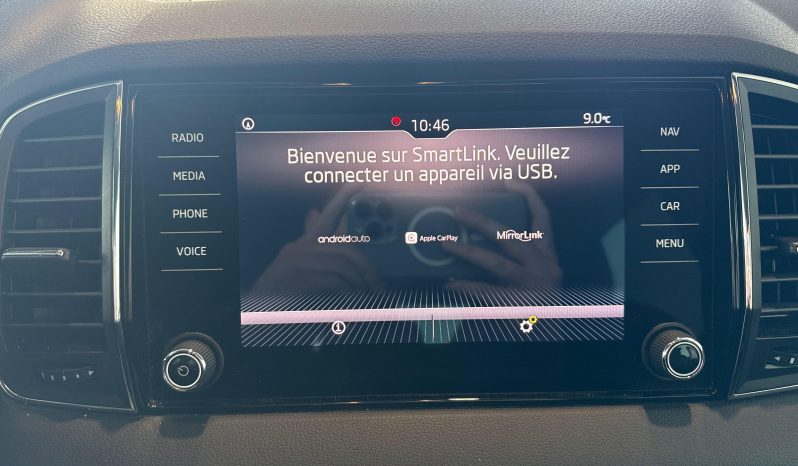 10:46
9.0℃
RADIO
MEDIA
PHONE
VOICE
Bienvenue sur SmartLink. Veuillez
connecter un appareil via USB.
androidauto
Apple CarPlay
MirrorLink
NAV
APP
CAR
MENU